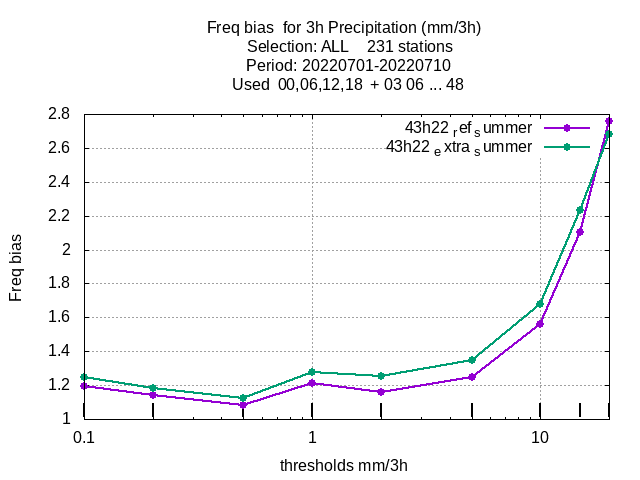 Freq bias  for 3h Precipitation (mm/3h)
Selection: ALL    231 stations
Period: 20220701-20220710
Used  00,06,12,18  + 03 06 ... 48
43h22 ref summer
43h22 extra summer
2.8
2.6
2.4
2.2
2
1.8
1.6
1.4
1.2
1
Freq bias
0.1 1 10
thresholds mm/3h